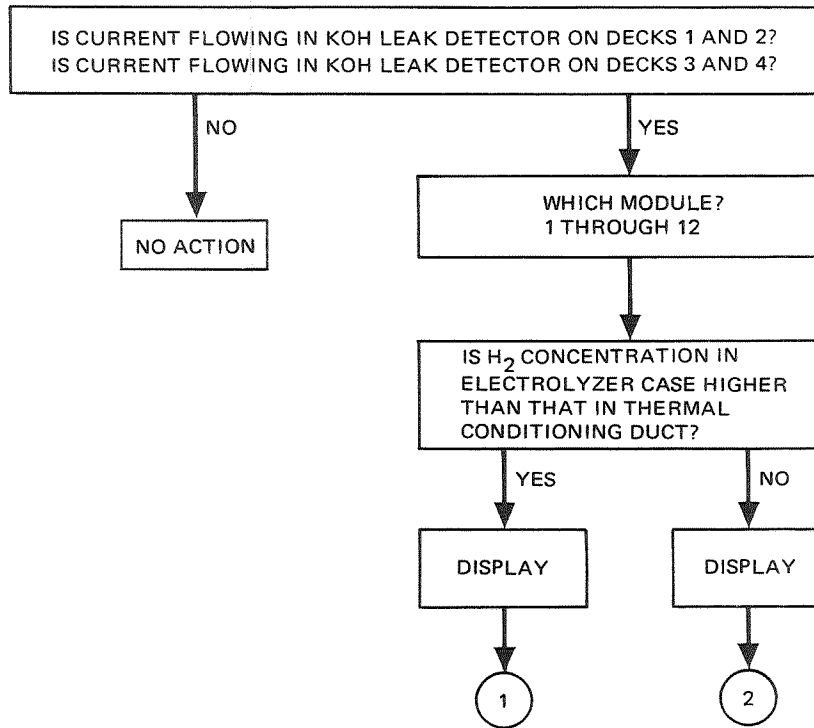 IS CURRENT FLOWING IN KOH LEAK DETECTOR ON DECKS 1 AND 2?
IS CURRENT FLOWING IN KOH LEAK DETECTOR ON DECKS 3 AND 4?
NO
YES
NO ACTION
WHICH MODULE?
1 THROUGH 12
IS H2 CONCENTRATION IN
ELECTROLYZER CASE HIGHER
THAN THAT IN THERMAL
CONDITIONING DUCT?
YES
NO
DISPLAY
DISPLAY
1
2